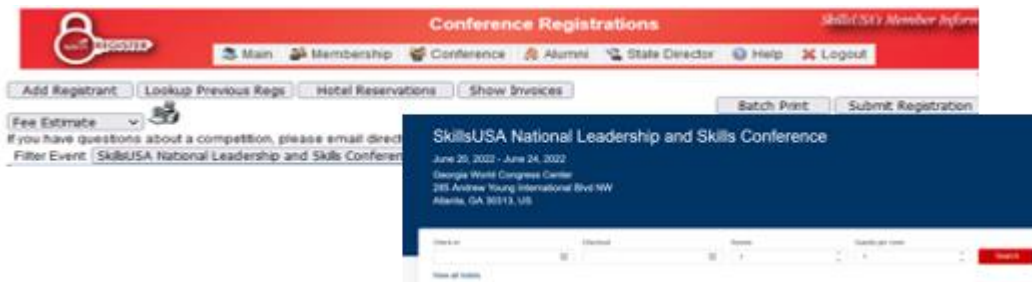 Conference Registrations
SkillsUSA's Member Inform
REGISTER
Main Membership Conference Alumni State Director Help Logout
Add Registrant Lookup Previous Regs Hotel Reservations Show Invoices
Batch Print Submit Registration
Fee Estimate
If you have questions about a competition, please email direct
Filter Event SkillsUSA National Leadership and Skills Conferen
SkillsUSA National Leadership and Skills Conference
June 20, 2022 - June 24, 2022
Georgia World Congress Center
285 Andrew Young International Blvd NW
Atlanta, GA 30313, US
Check-in Checkout Rooms Guests per room
1 1 Search
View all hotels